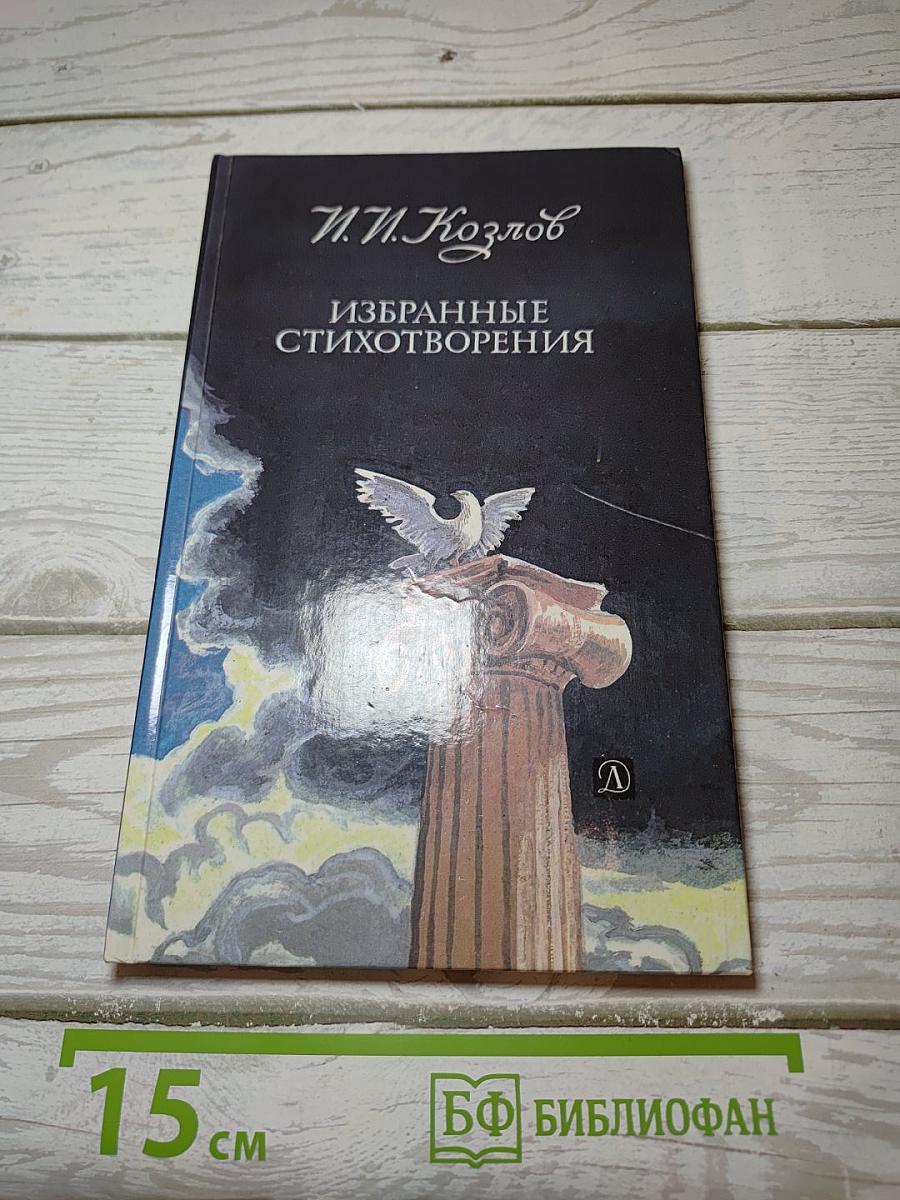 И. И. Козлов
ИЗБРАННЫЕ
СТИХОТВОРЕНИЯ
Д
15 см
БФ БИБЛИОФАН